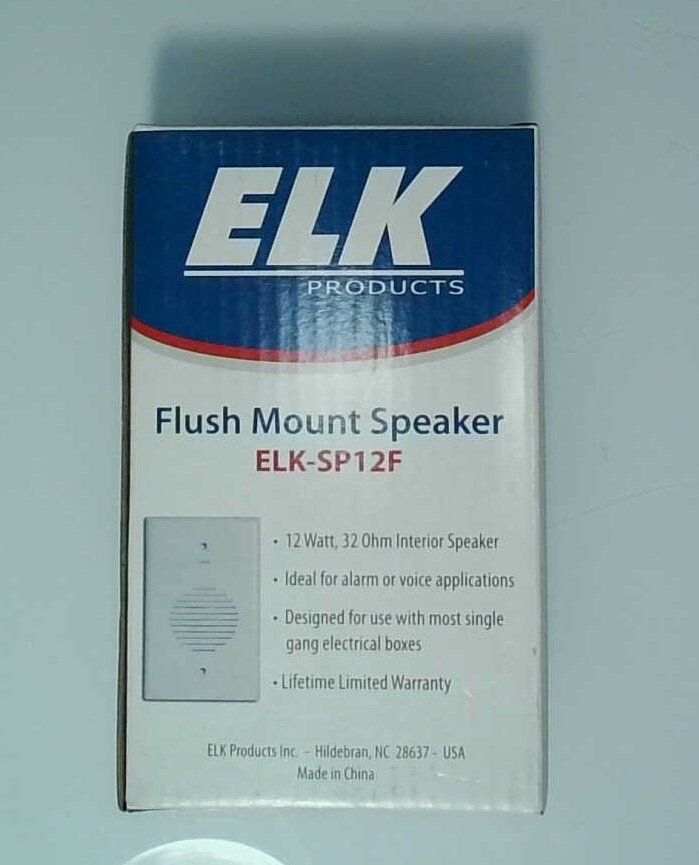 ELK
PRODUCTS
Flush Mount Speaker
ELK-SP12F
• 12 Watt, 32 Ohm Interior Speaker
• Ideal for alarm or voice applications
• Designed for use with most single
gang electrical boxes
• Lifetime Limited Warranty
ELK Products Inc. - Hildebran, NC 28637 - USA
Made in China